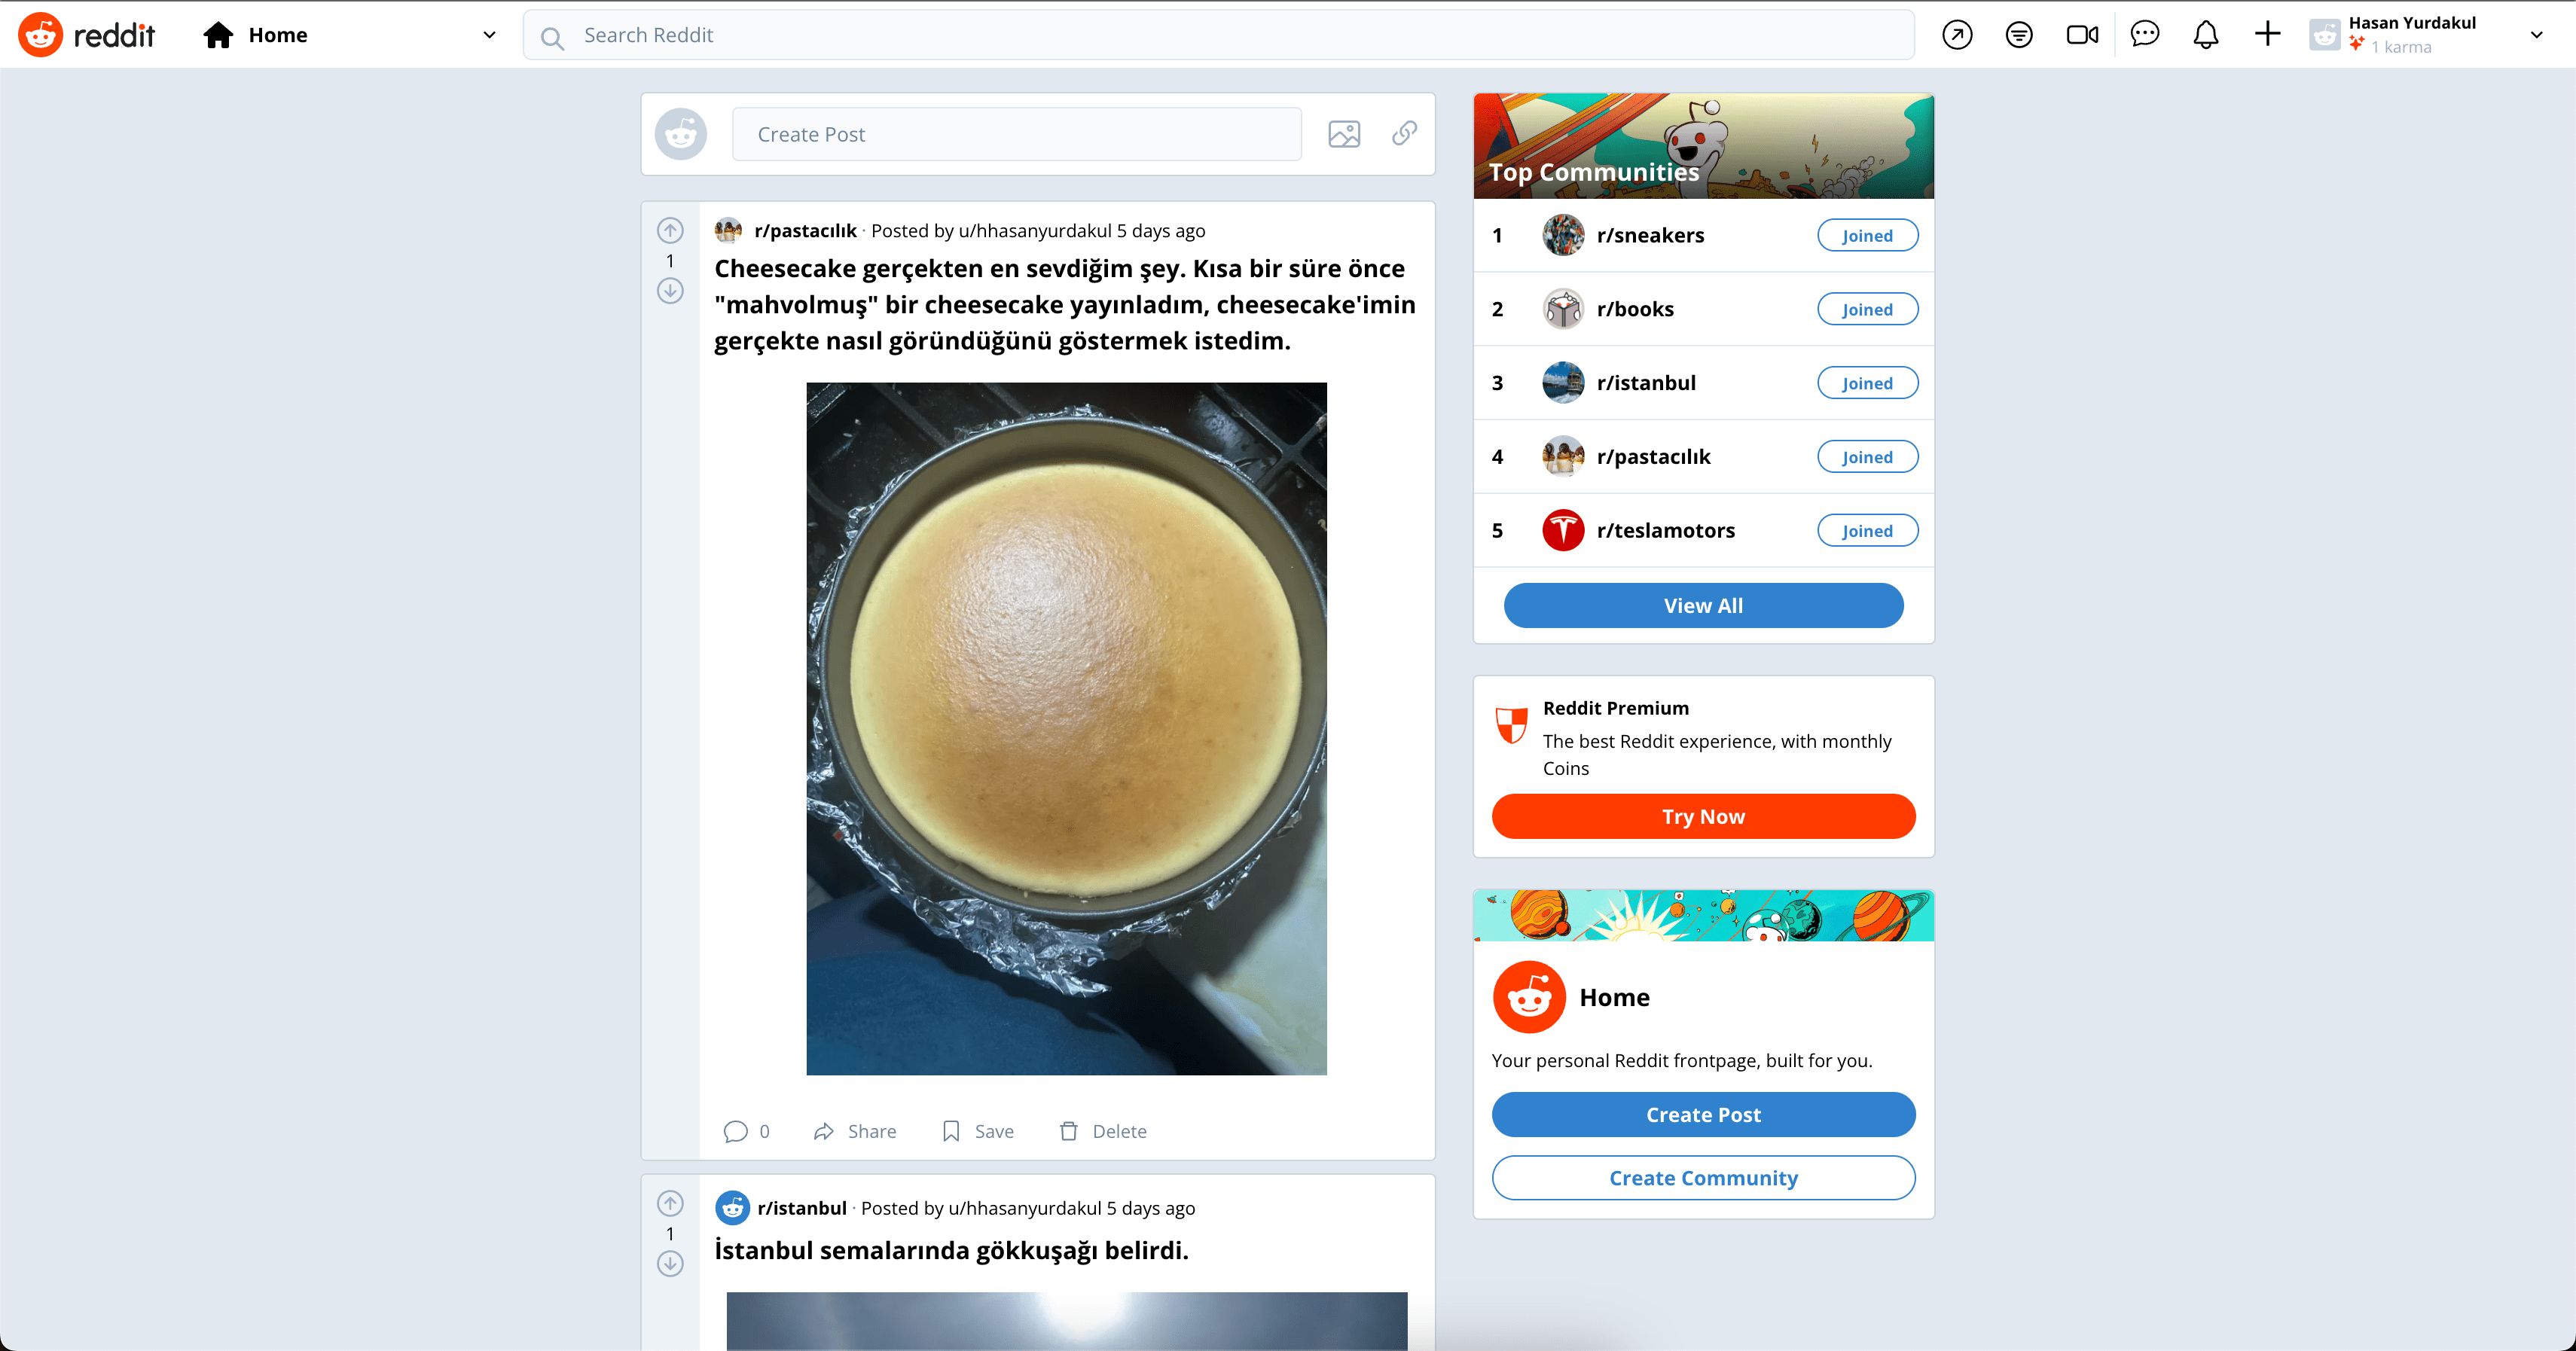 reddit
Home
Search Reddit
Hasan Yurdakul
1 karma
Create Post
1
r/pastacılık · Posted by u/hhasanyurdakul 5 days ago
Cheesecake gerçekten en sevdiğim şey. Kısa bir süre önce
"mahvolmuş" bir cheesecake yayınladım, cheesecake'imin
gerçekte nasıl göründüğünü göstermek istedim.
0 Share Save Delete
1
r/istanbul · Posted by u/hhasanyurdakul 5 days ago
İstanbul semalarında gökkuşağı belirdi.
Top Communities
1 r/sneakers Joined
2 r/books Joined
3 r/istanbul Joined
4 r/pastacılık Joined
5 r/teslamotors Joined
View All
Reddit Premium
The best Reddit experience, with monthly
Coins
Try Now
Home
Your personal Reddit frontpage, built for you.
Create Post
Create Community